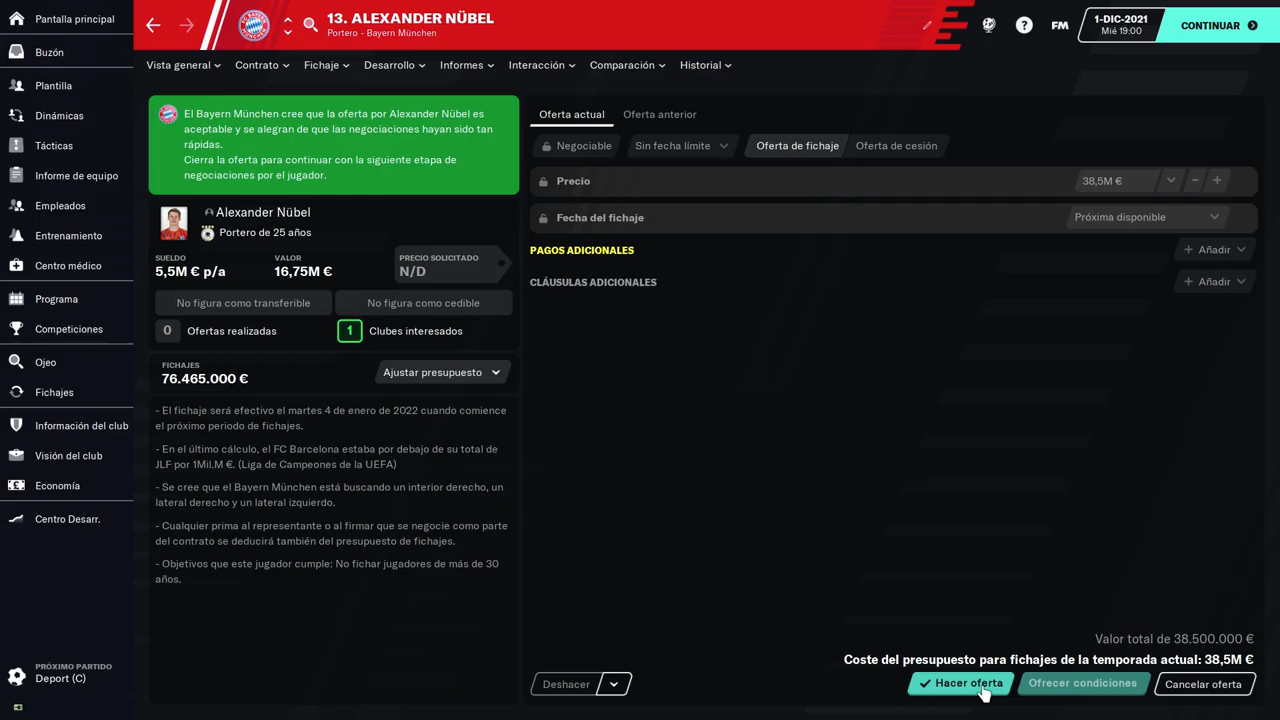 Pantalla principal
Buzón
Plantilla
Dinámicas
Tácticas
Informe de equipo
Empleados
Entrenamiento
Centro médico
Programa
Competiciones
Ojeo
Fichajes
Información del club
Visión del club
Economía
Centro Desarr.
PRÓXIMO PARTIDO
Deport (C)
13. ALEXANDER NÜBEL
Portero - Bayern München
FM
1-DIC-2021
Mié 19:00
CONTINUAR
Vista general
Contrato
Fichaje
Desarrollo
Informes
Interacción
Comparación
Historial
El Bayern München cree que la oferta por Alexander Nübel es
aceptable y se alegran de que las negociaciones hayan sido tan
rápidas.
Cierra la oferta para continuar con la siguiente etapa de
negociaciones por el jugador.
Alexander Nübel
Portero de 25 años
SUELDO
5,5M € p/a
VALOR
16,75M €
PRECIO SOLICITADO
N/D
No figura como transferible
No figura como cedible
0 Ofertas realizadas
1 Clubes interesados
FICHAJES
76.465.000 €
Ajustar presupuesto
- El fichaje será efectivo el martes 4 de enero de 2022 cuando comience
el próximo periodo de fichajes.
- En el último cálculo, el FC Barcelona estaba por debajo de su total de
JLF por 1Mil.M €. (Liga de Campeones de la UEFA)
- Se cree que el Bayern München está buscando un interior derecho, un
lateral derecho y un lateral izquierdo.
- Cualquier prima al representante o al firmar que se negocie como parte
del contrato se deducirá también del presupuesto de fichajes.
- Objetivos que este jugador cumple: No fichar jugadores de más de 30
años.
Oferta actual
Oferta anterior
Negociable
Sin fecha límite
Oferta de fichaje
Oferta de cesión
Precio
38,5M €
Fecha del fichaje
Próxima disponible
PAGOS ADICIONALES
+ Añadir
CLÁUSULAS ADICIONALES
+ Añadir
Valor total de 38.500.000 €
Coste del presupuesto para fichajes de la temporada actual: 38,5M €
Deshacer
Hacer oferta
Ofrecer condiciones
Cancelar oferta